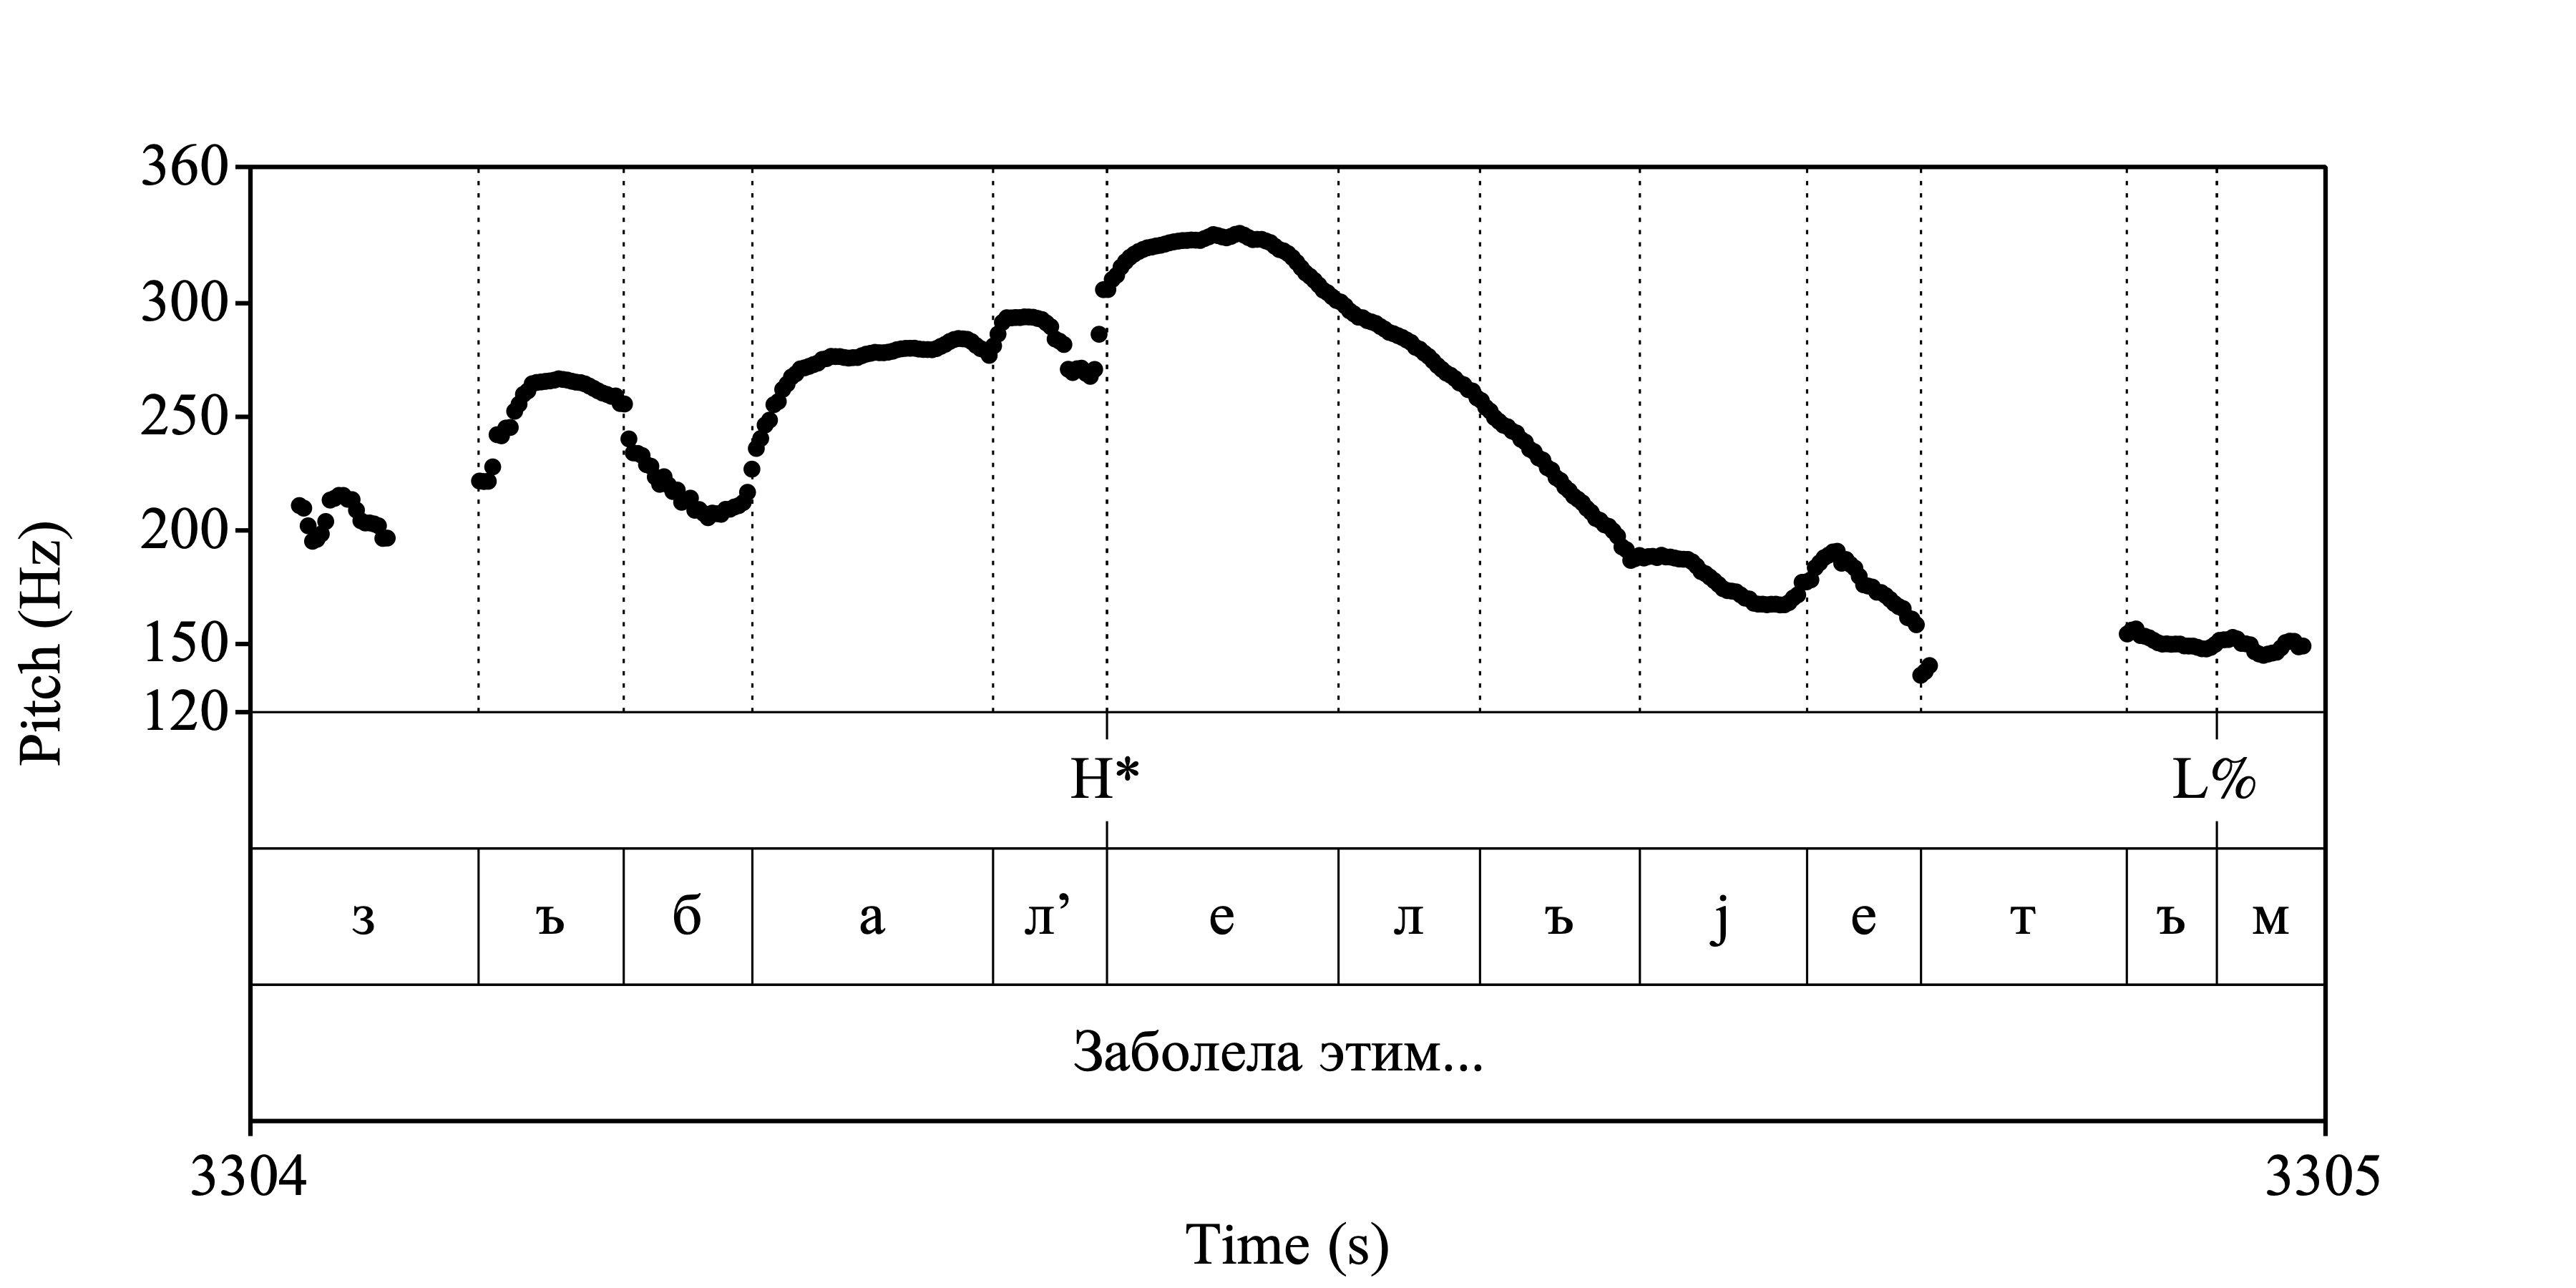 360
300
250
200
150
120
Pitch (Hz)
H* L%
з ъ б а л’ е л ъ j е т ъ м
Заболела этим...
3304 3305
Time (s)